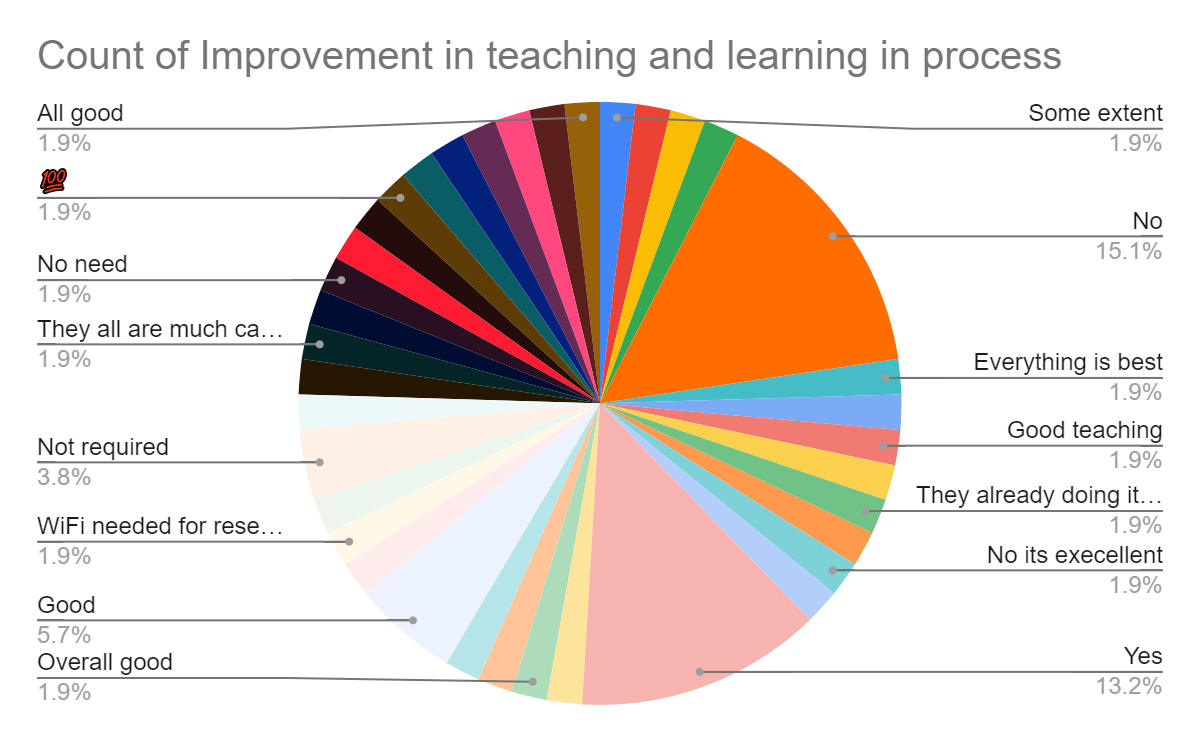 Count of Improvement in teaching and learning in process
All good
1.9%
💯
1.9%
No need
1.9%
They all are much ca…
1.9%
Not required
3.8%
WiFi needed for rese…
1.9%
Good
5.7%
Overall good
1.9%
Some extent
1.9%
No
15.1%
Everything is best
1.9%
Good teaching
1.9%
They already doing it…
1.9%
No its execellent
1.9%
Yes
13.2%